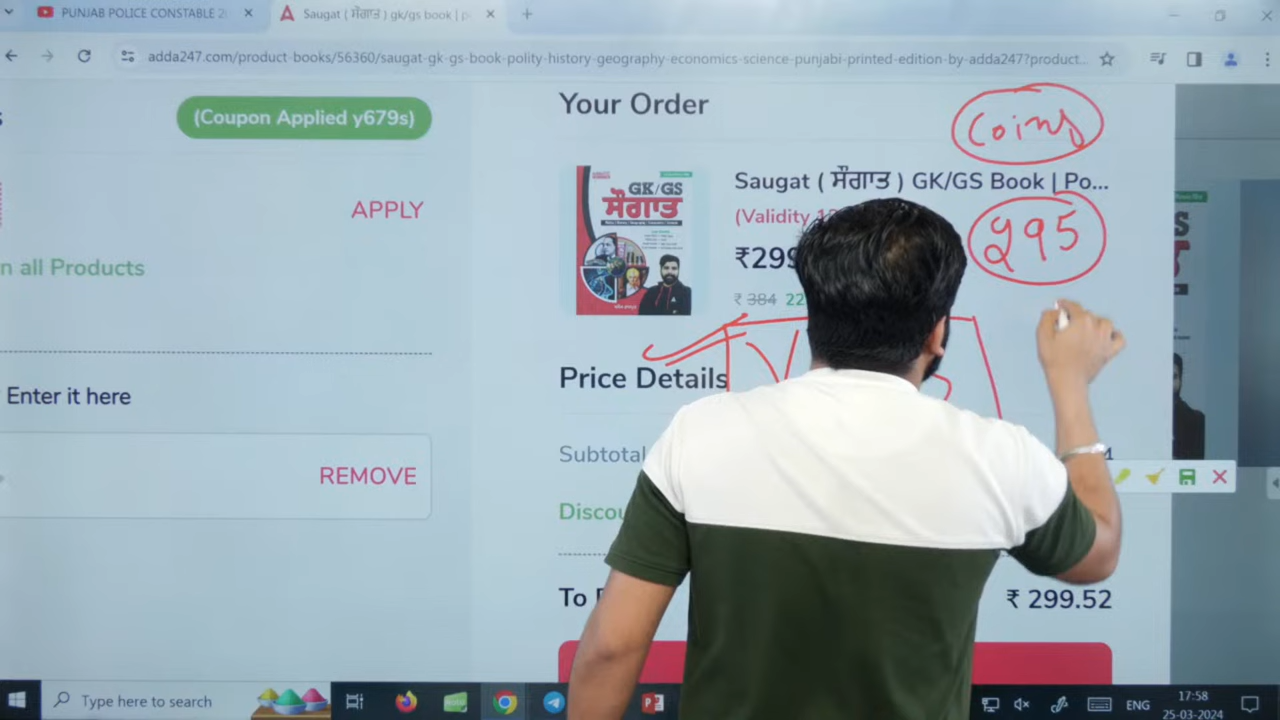 PUNJAB POLICE CONSTABLE 2
Saugat ( ਸੌਗਾਤ ) gk/gs book | p
adda247.com/product-books/56360/saugat-gk-gs-book-polity-history-geography-economics-science-punjabi-printed-edition-by-adda247?product...
(Coupon Applied y679s)
APPLY
n all Products
Enter it here
REMOVE
Your Order
Coins
GK/GS
ਸੌਗਾਤ
Saugat ( ਸੌਗਾਤ ) GK/GS Book | Po...
(Validity
₹299
₹ 384 22
295
Price Details
Subtotal
To
₹ 299.52
Type here to search
ENG
17:58
25-03-2024